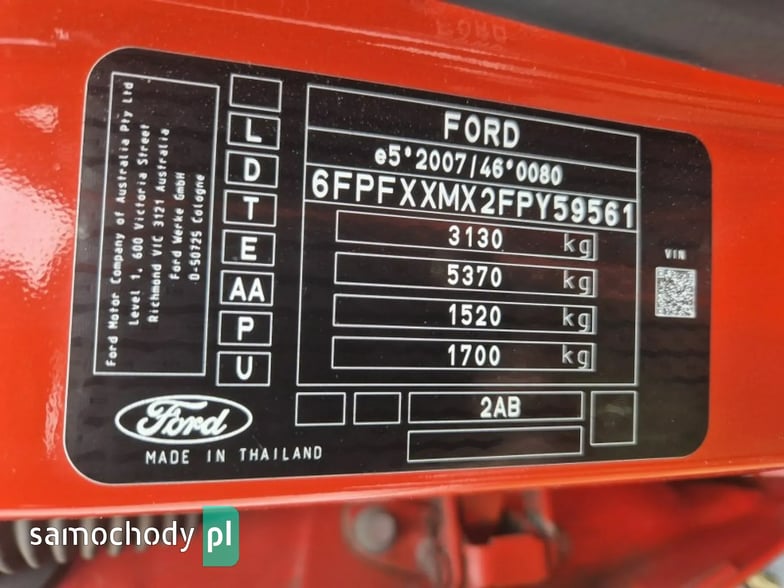 Ford Motor Company of Australia Pty Ltd
Level 1, 600 Victoria Street
Richmond VIC 3121 Australia
Ford Werke GmbH
D-50725 Cologne
L
D
T
E
AA
P
U
FORD
e5*2007/46*0080
6FPFXXMX2FPY59561
3130 kg
5370 kg
1520 kg
1700 kg
2AB
VIN
Ford
MADE IN THAILAND
samochody pl